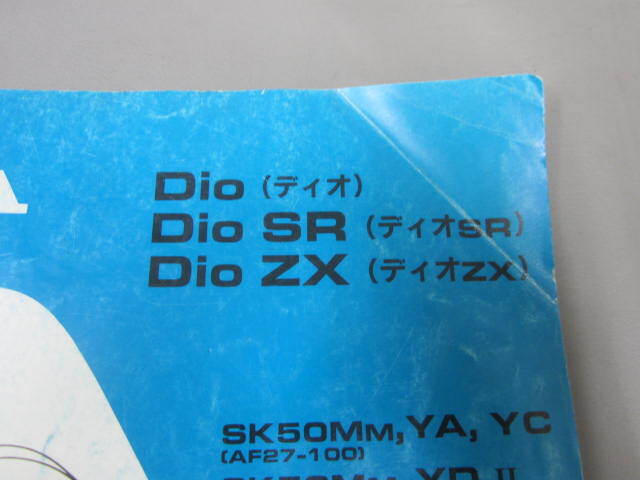 A
Dio (ディオ)
Dio SR (ディオSR)
Dio ZX (ディオZX)
SK50MM, YA, YC
(AF27-100)